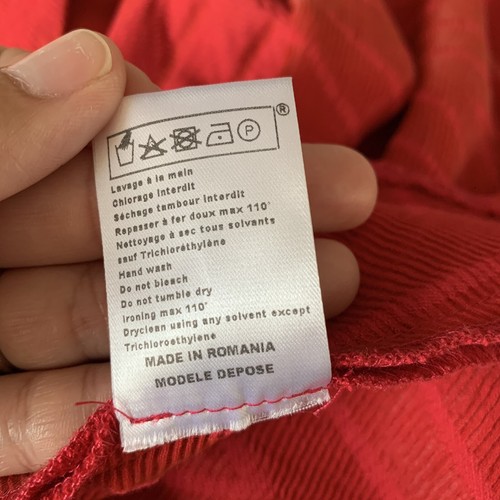 ®
P
Lavage à la main
Chlorage interdit
Séchage tambour interdit
Repasser à fer doux max 110°
Nettoyage à sec tous solvants
sauf Trichloréthylène
Hand wash
Do not bleach
Do not tumble dry
ironing max 110°
Dryclean using any solvent except
Trichloroethylene
MADE IN ROMANIA
MODELE DEPOSE